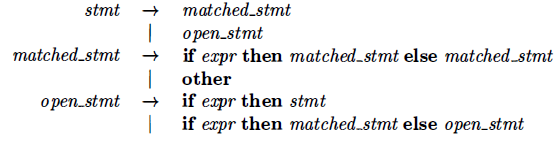 stmt → matched_stmt
| open_stmt
matched_stmt → if expr then matched_stmt else matched_stmt
| other
open_stmt → if expr then stmt
| if expr then matched_stmt else open_stmt